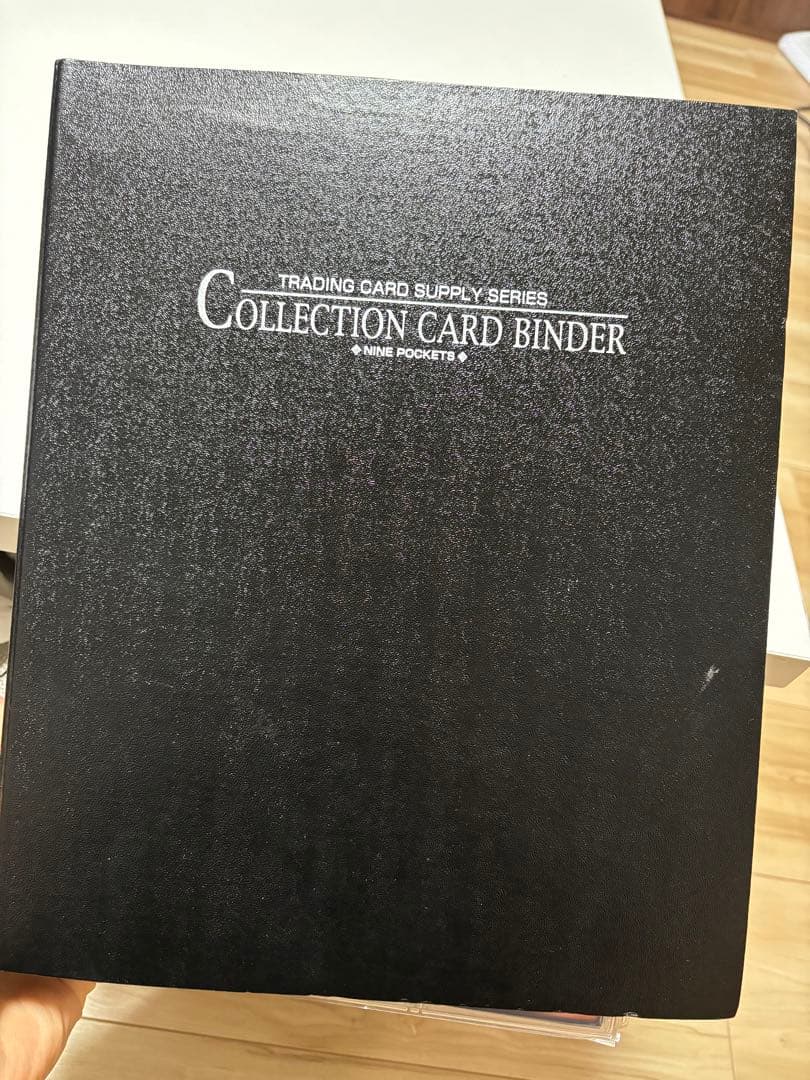 TRADING CARD SUPPLY SERIES
COLLECTION CARD BINDER
◆NINE POCKETS◆